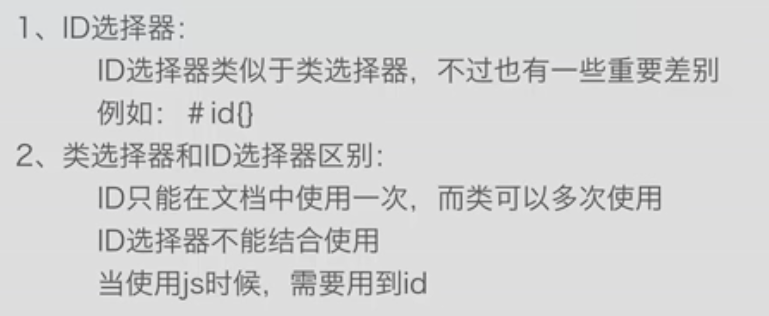 1、ID选择器：
ID选择器类似于类选择器，不过也有一些重要差别
例如：# id{}
2、类选择器和ID选择器区别：
ID只能在文档中使用一次，而类可以多次使用
ID选择器不能结合使用
当使用js时候，需要用到id